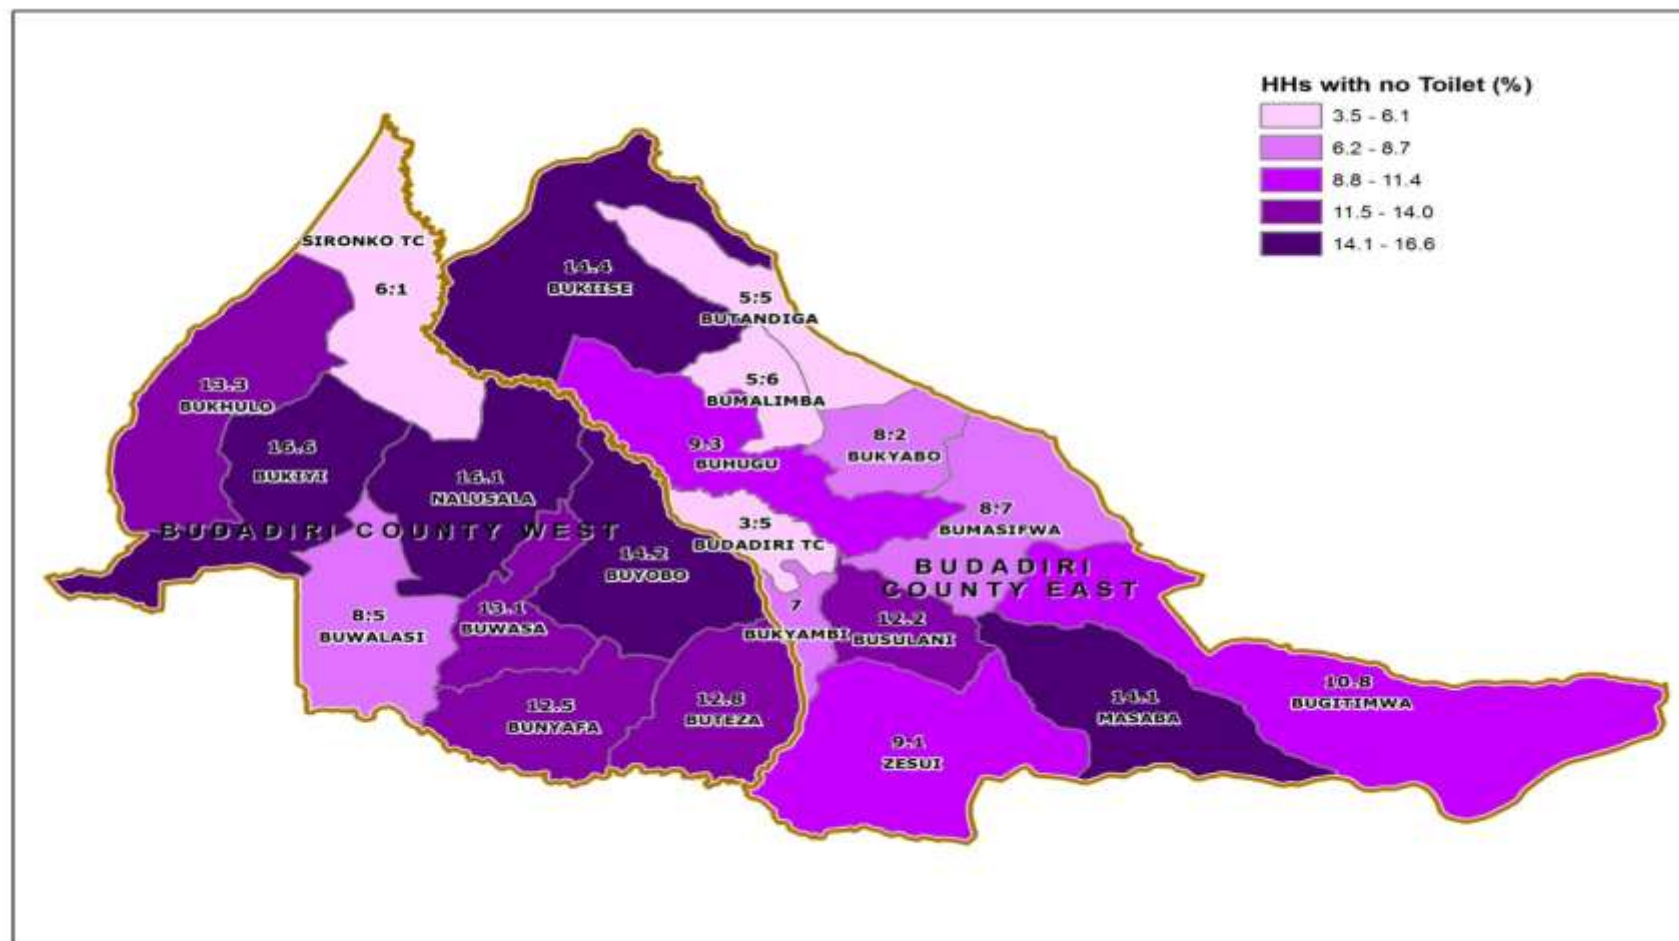 HHs with no Toilet (%)
3.5 - 6.1
6.2 - 8.7
8.8 - 11.4
11.5 - 14.0
14.1 - 16.6
SIRONKO TC
6:1
14.4
BUKIISE
5:5
BUTANDIGA
13.3
BUKHULO
5:6
BUMALIMBA
16.6
BUKIYI
9.3
BUHUGU
8:2
BUKYABO
16.1
NALUSALA
8:7
BUMASIFWA
3:5
BUDADIRI TC
BUDADIRI COUNTY WEST
14.2
BUYOBO
BUDADIRI
COUNTY EAST
8:5
BUWALASI
13.1
BUWASA
7
BUKYAMBI
12.2
BUSULANI
12.5
BUNYAFA
12.8
BUTEZA
14.1
MASABA
10.8
BUGITIMWA
9:1
ZESUI